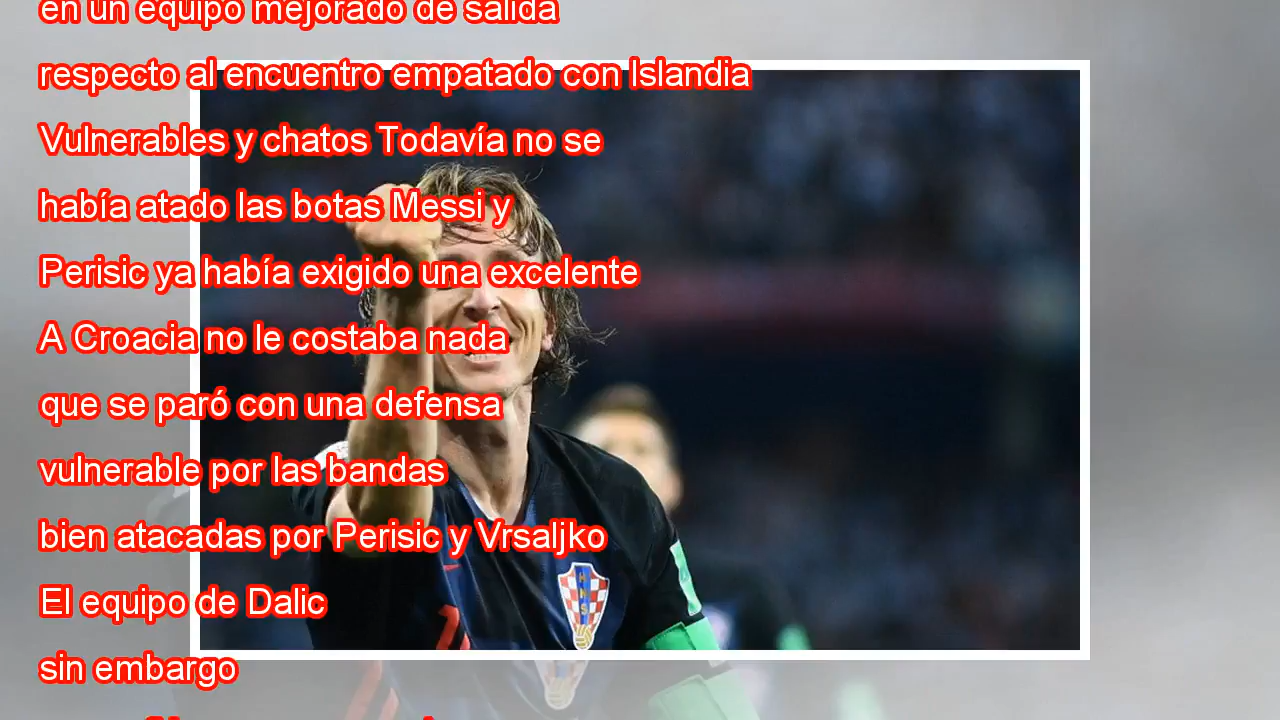 en un equipo mejorado de salida
respecto al encuentro empatado con Islandia
Vulnerables y chatos Todavía no se
había atado las botas Messi y
Perisic ya había exigido una excelente
A Croacia no le costaba nada
que se paró con una defensa
vulnerable por las bandas
bien atacadas por Perisic y Vrsaljko
El equipo de Dalic
sin embargo